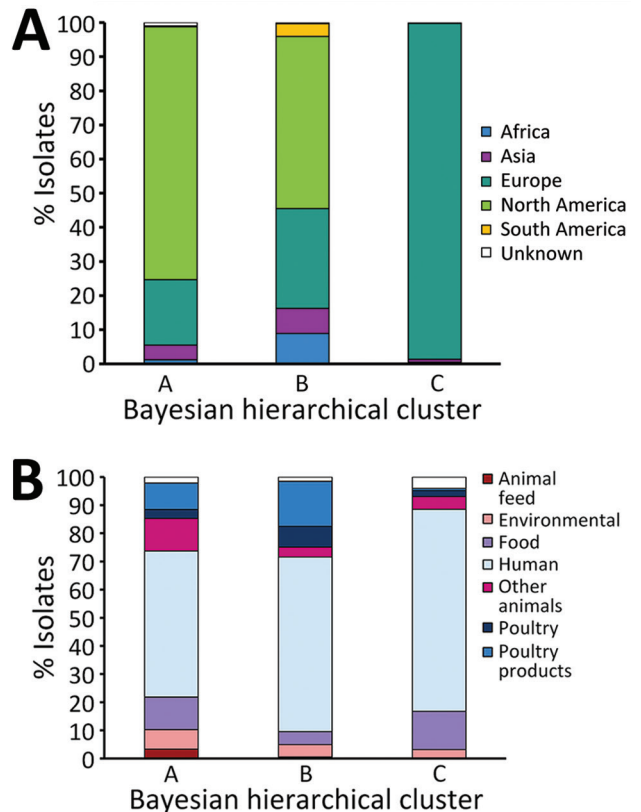 A
100
90
80
70
60
50
40
30
20
10
0
% Isolates
A B C
Bayesian hierarchical cluster
Africa
Asia
Europe
North America
South America
Unknown
B
100
90
80
70
60
50
40
30
20
10
0
% Isolates
A B C
Bayesian hierarchical cluster
Animal
feed
Environmental
Food
Human
Other
animals
Poultry
Poultry
products